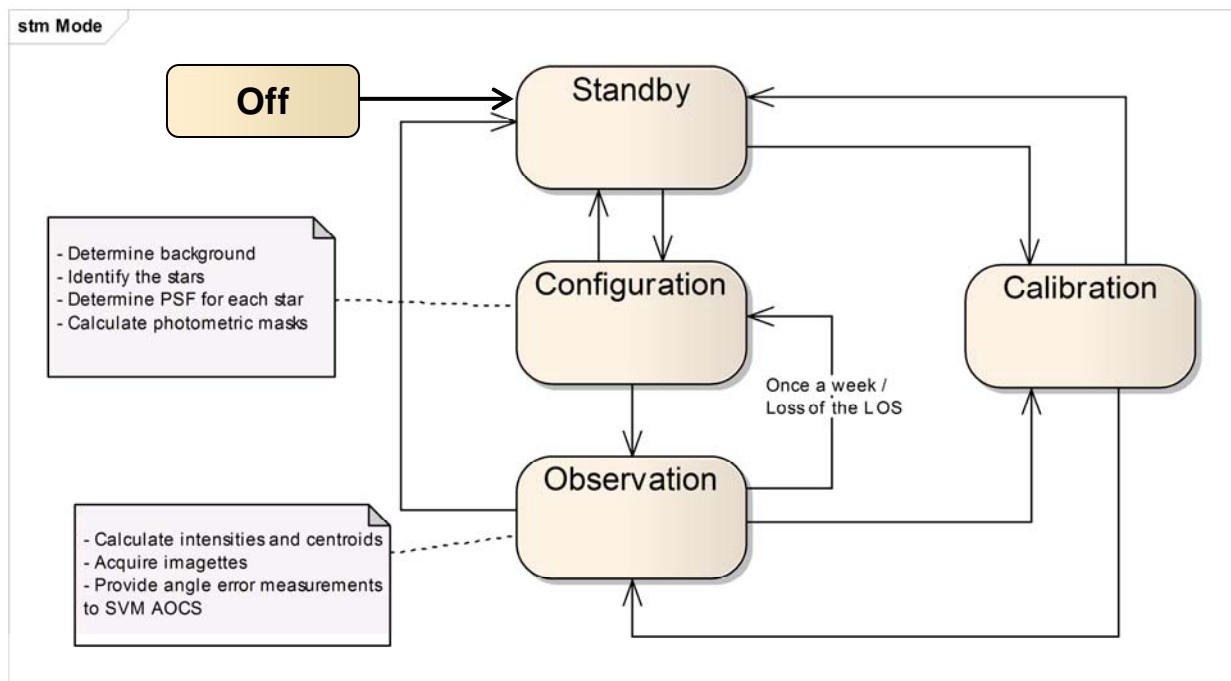 stm Mode
Off
Standby
- Determine background
- Identify the stars
- Determine PSF for each star
- Calculate photometric masks
Configuration
Calibration
Once a week /
Loss of the LOS
Observation
- Calculate intensities and centroids
- Acquire imagettes
- Provide angle error measurements
to SVM AOCS